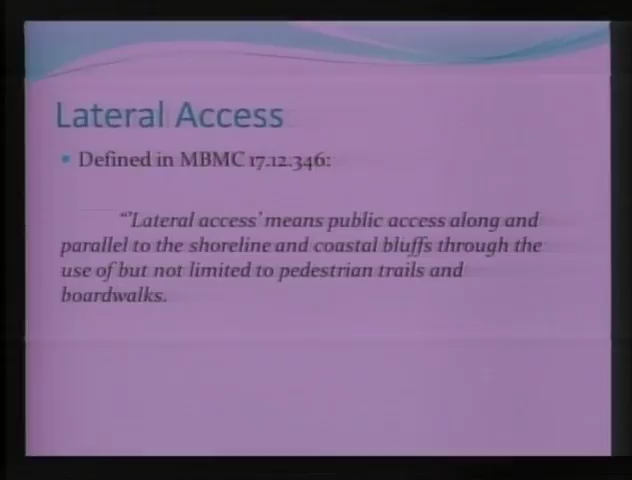 Lateral Access
Defined in MBMC 17.12.346:
“‘Lateral access’ means public access along and
parallel to the shoreline and coastal bluffs through the
use of but not limited to pedestrian trails and
boardwalks.